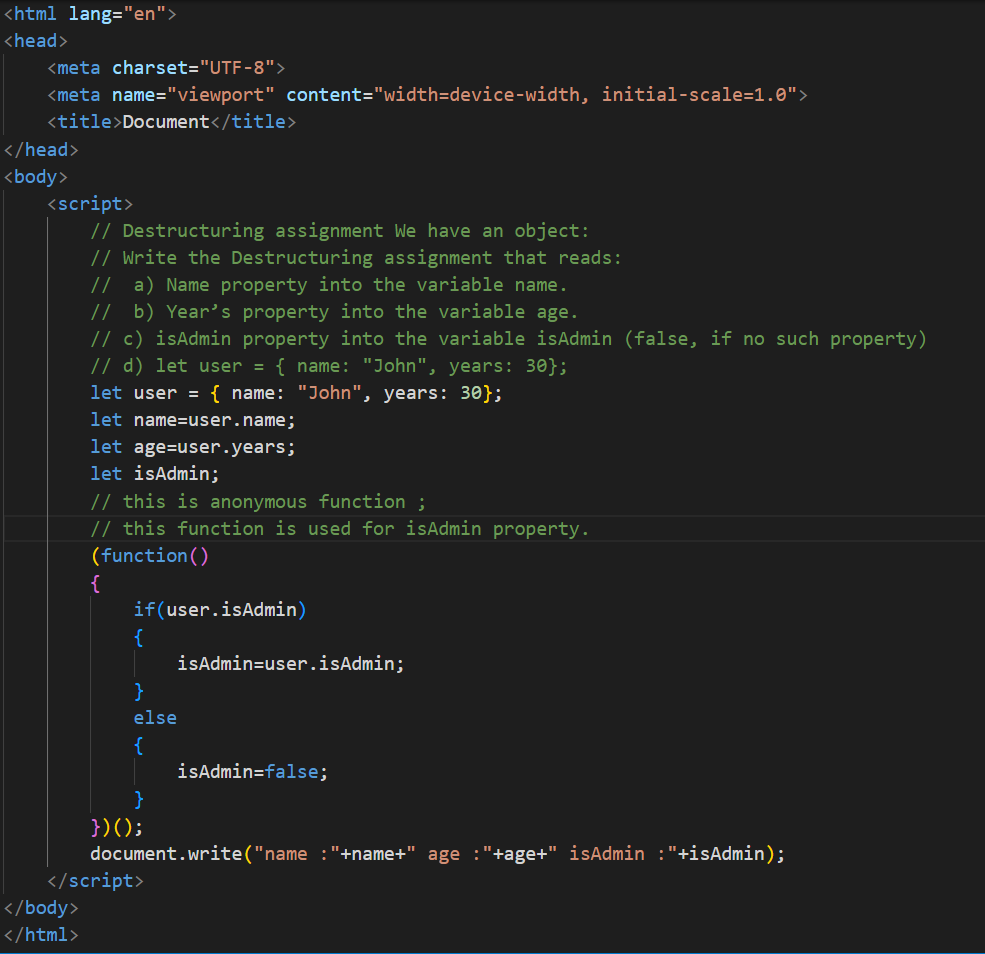 <html lang="en">
<head>
    <meta charset="UTF-8">
    <meta name="viewport" content="width=device-width, initial-scale=1.0">
    <title>Document</title>
</head>
<body>
    <script>
        // Destructuring assignment We have an object:
        // Write the Destructuring assignment that reads:
        //  a) Name property into the variable name.
        //  b) Year’s property into the variable age.
        // c) isAdmin property into the variable isAdmin (false, if no such property)
        // d) let user = { name: "John", years: 30};
        let user = { name: "John", years: 30};
        let name=user.name;
        let age=user.years;
        let isAdmin;
        // this is anonymous function ;
        // this function is used for isAdmin property.
        (function()
        {
            if(user.isAdmin)
            {
                isAdmin=user.isAdmin;
            }
            else
            {
                isAdmin=false;
            }
        })();
        document.write("name :"+name+" age :"+age+" isAdmin :"+isAdmin);
    </script>
</body>
</html>